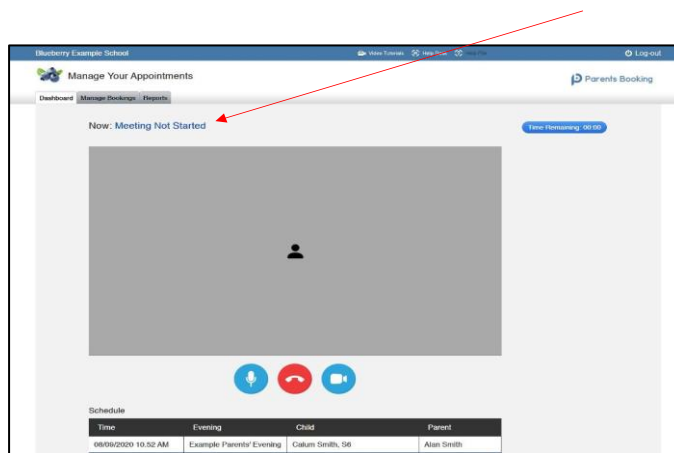 Blueberry Example School Video Tutorials Help Log-out
Manage Your Appointments
Parents Booking
Dashboard Manage Bookings Reports
Now: Meeting Not Started Time Remaining: 00:00
Schedule
Time Evening Child Parent
08/09/2020 10.52 AM Example Parents' Evening Calum Smith, S6 Alan Smith